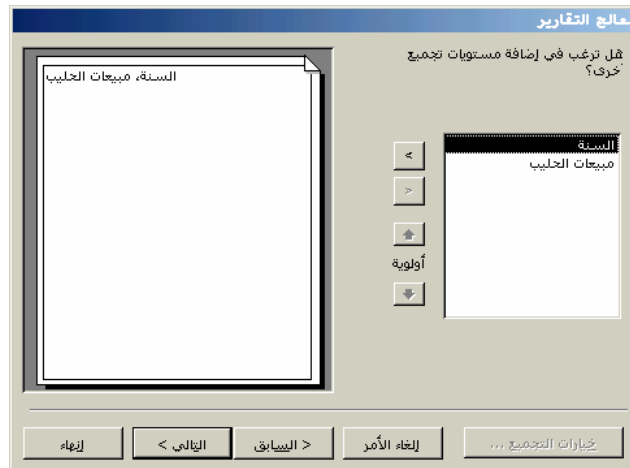 معالج التقارير
هل ترغب في إضافة مستويات تجميع
أخرى؟
السنة
مبيعات الحليب
>
<
أولوية
السنة، مبيعات الحليب
خيارات التجميع ...
إلغاء الأمر
< السابق
التالي >
إنهاء